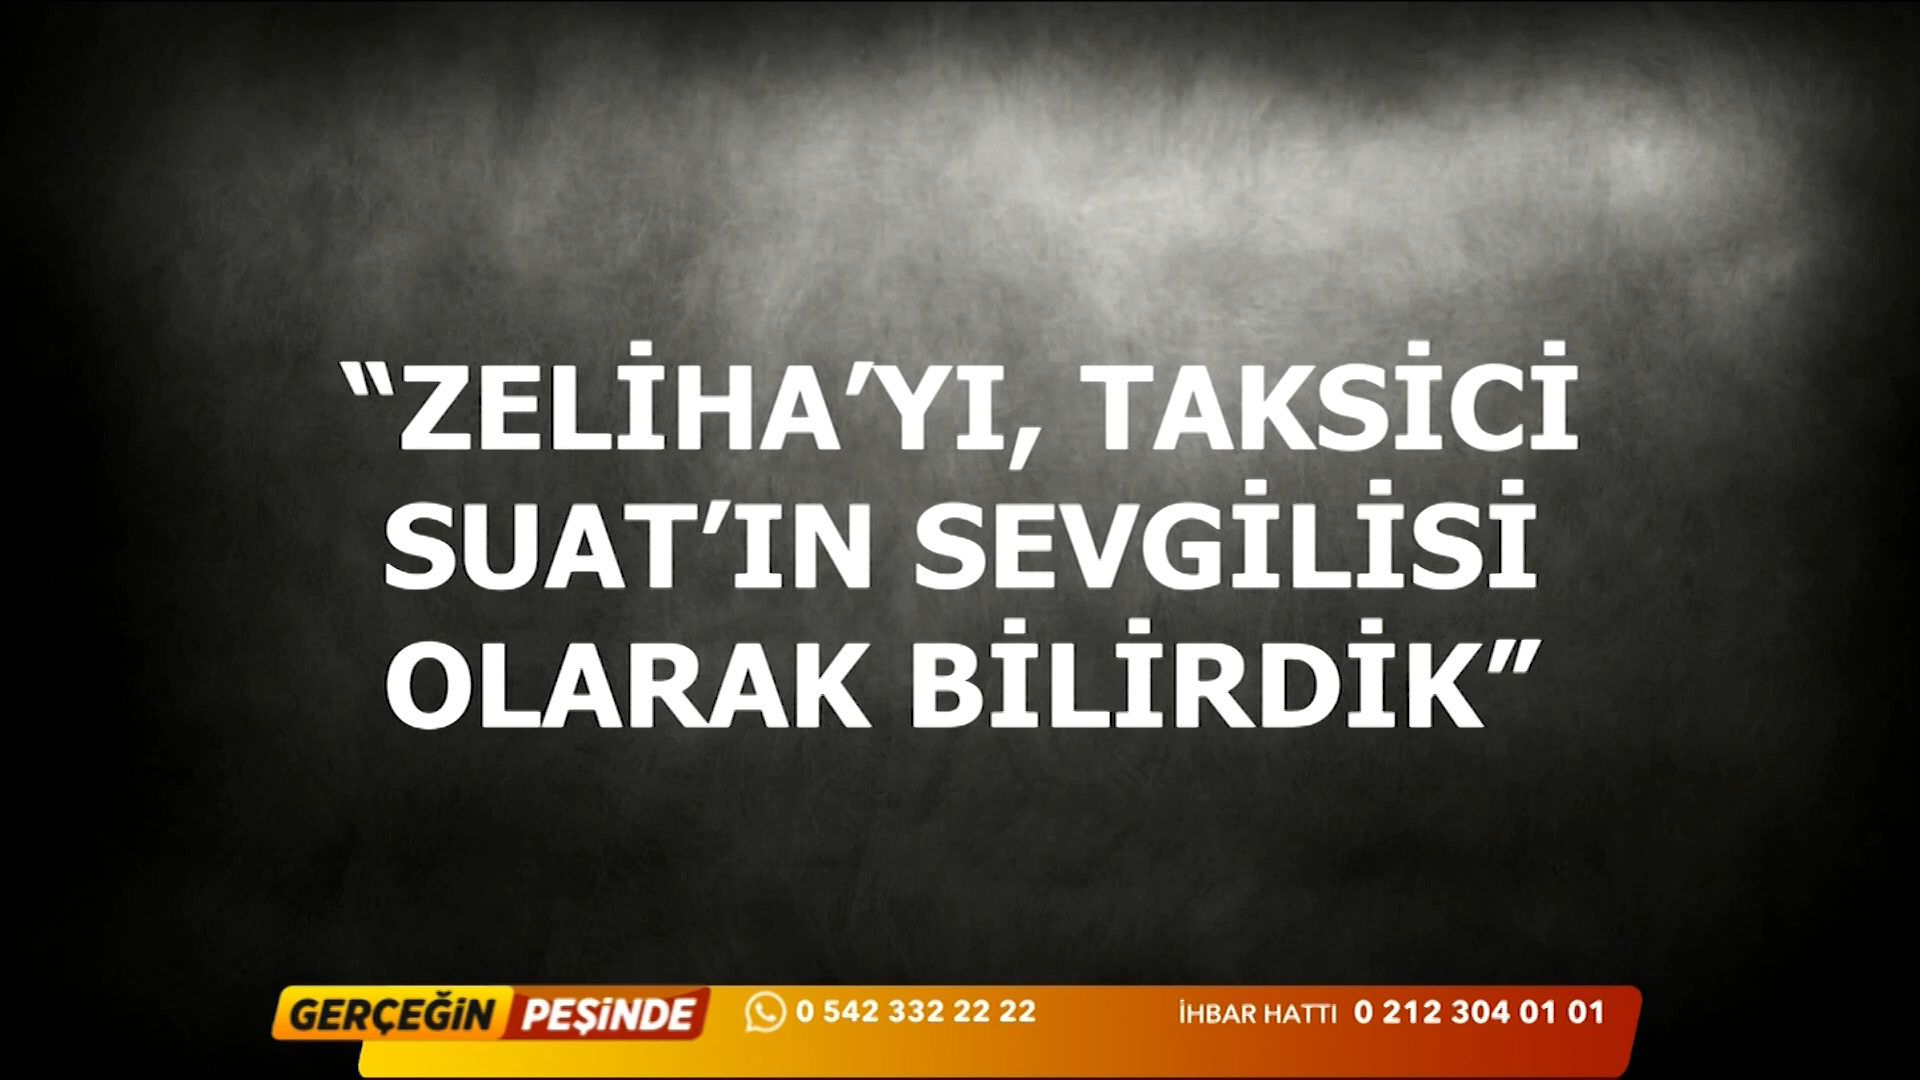 “ZELİHA’YI, TAKSİCİ
SUAT’IN SEVGİLİSİ
OLARAK BİLİRDİK”
GERÇEĞİN PEŞİNDE 0 542 332 22 22 İHBAR HATTI 0 212 304 01 01